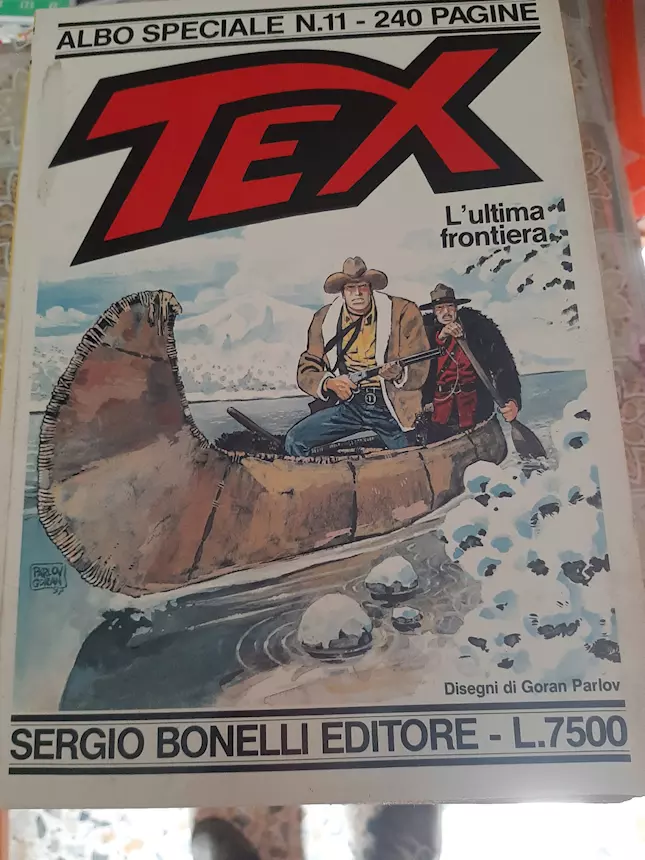 ALBO SPECIALE N.11 - 240 PAGINE
TEX
L'ultima
frontiera
PARLOV
GORAN
Disegni di Goran Parlov
SERGIO BONELLI EDITORE - L.7500